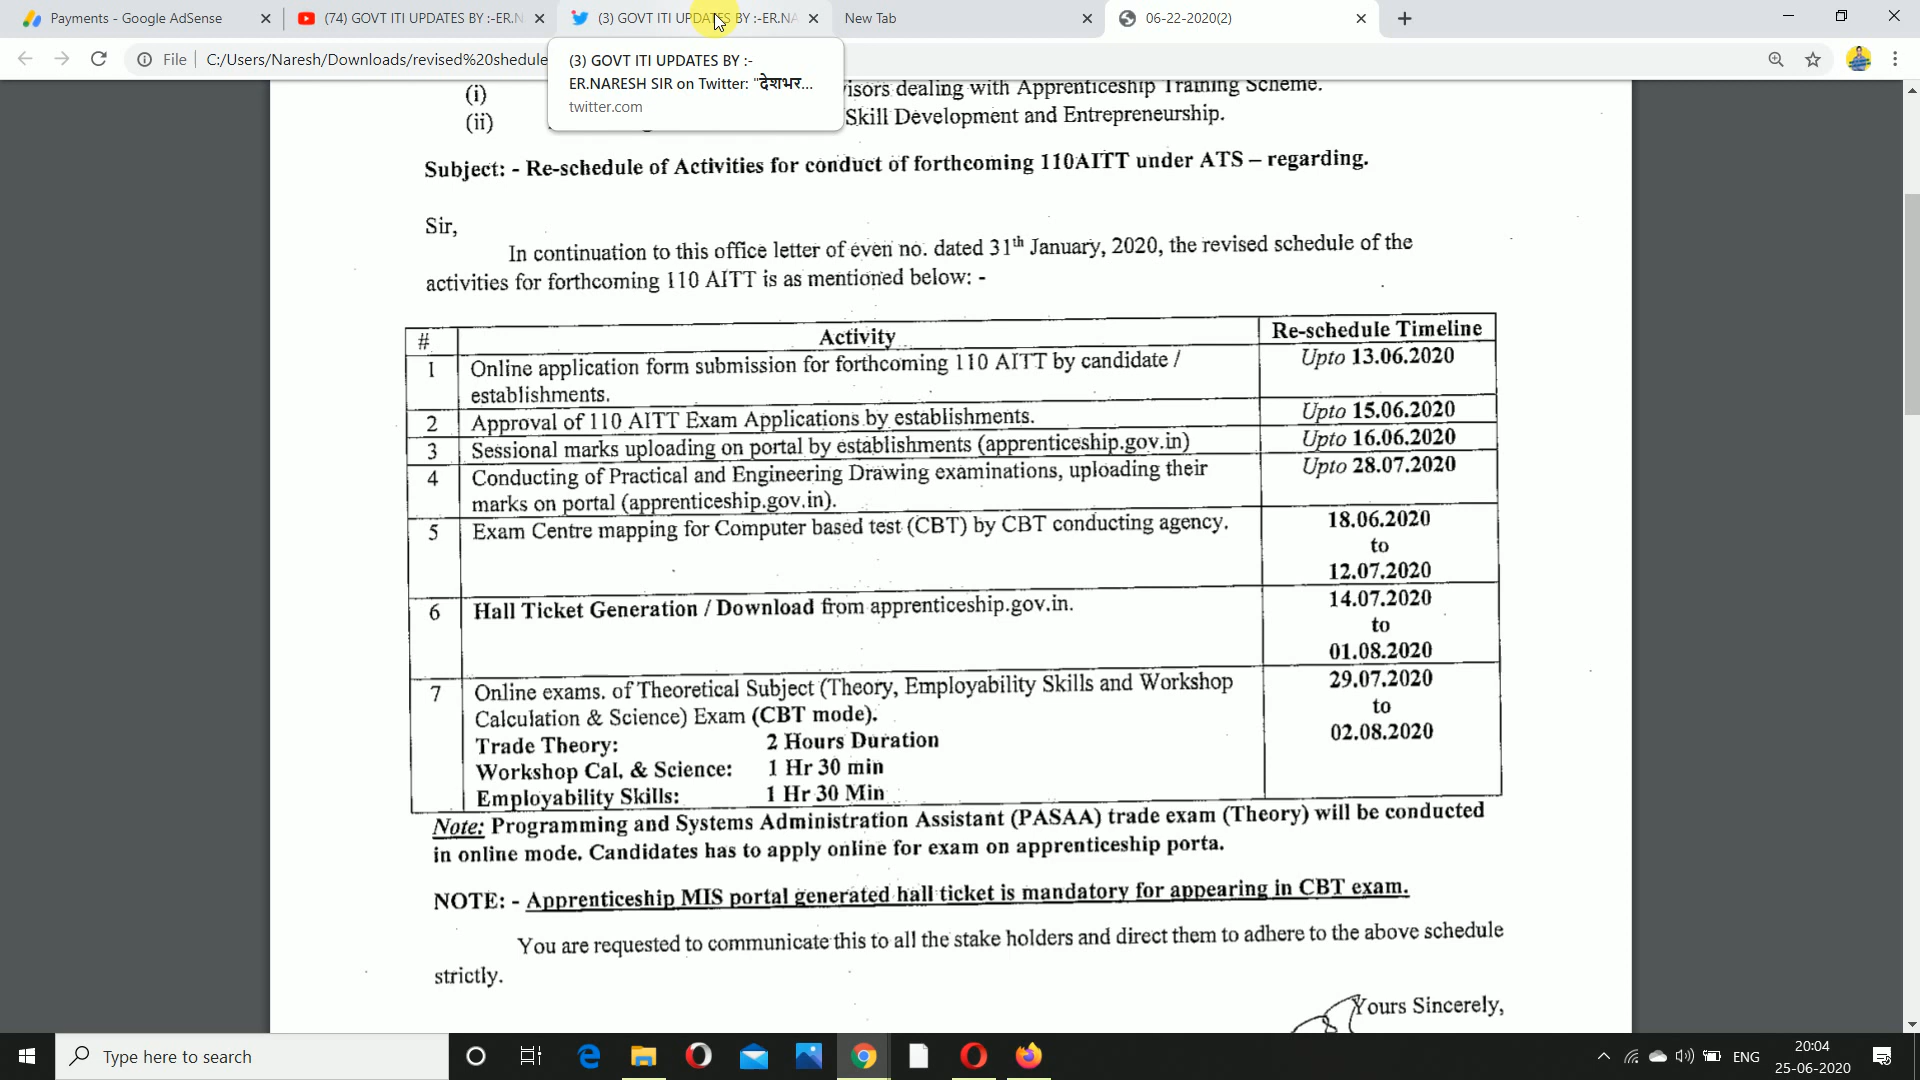 Payments - Google AdSense
(74) GOVT ITI UPDATES BY :-ER.N
(3) GOVT ITI UPDATES BY :-ER.NA
New Tab
06-22-2020(2)
File
C:/Users/Naresh/Downloads/revised%20shedule
(3) GOVT ITI UPDATES BY :-
ER.NARESH SIR on Twitter: "देशभर...
twitter.com
(i) visors dealing with Apprenticeship Training Scheme.
(ii) Skill Development and Entrepreneurship.
Subject: - Re-schedule of Activities for conduct of forthcoming 110AITT under ATS – regarding.
Sir,
In continuation to this office letter of even no. dated 31th January, 2020, the revised schedule of the
activities for forthcoming 110 AITT is as mentioned below: -
# Activity Re-schedule Timeline
1 Online application form submission for forthcoming 110 AITT by candidate / Upto 13.06.2020
establishments.
2 Approval of 110 AITT Exam Applications by establishments. Upto 15.06.2020
3 Sessional marks uploading on portal by establishments (apprenticeship.gov.in) Upto 16.06.2020
4 Conducting of Practical and Engineering Drawing examinations, uploading their Upto 28.07.2020
marks on portal (apprenticeship.gov.in).
5 Exam Centre mapping for Computer based test (CBT) by CBT conducting agency. 18.06.2020
to
12.07.2020
6 Hall Ticket Generation / Download from apprenticeship.gov.in. 14.07.2020
to
01.08.2020
7 Online exams. of Theoretical Subject (Theory, Employability Skills and Workshop 29.07.2020
Calculation & Science) Exam (CBT mode). to
Trade Theory: 2 Hours Duration 02.08.2020
Workshop Cal. & Science: 1 Hr 30 min
Employability Skills: 1 Hr 30 Min
Note: Programming and Systems Administration Assistant (PASAA) trade exam (Theory) will be conducted
in online mode. Candidates has to apply online for exam on apprenticeship porta.
NOTE: - Apprenticeship MIS portal generated hall ticket is mandatory for appearing in CBT exam.
You are requested to communicate this to all the stake holders and direct them to adhere to the above schedule
strictly.
Yours Sincerely,
Type here to search
ENG
20:04
25-06-2020